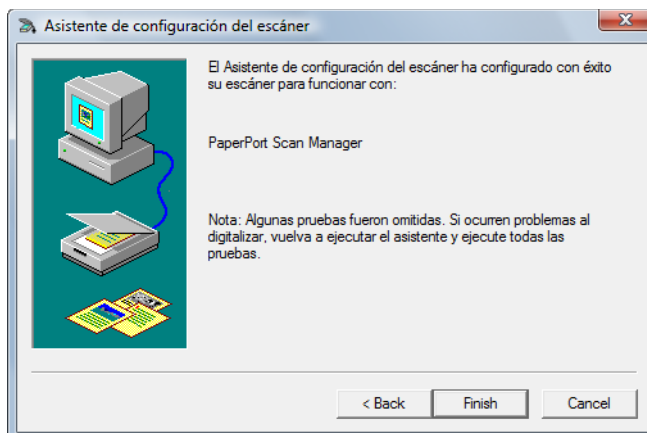 Asistente de configuración del escáner
El Asistente de configuración del escáner ha configurado con éxito
su escáner para funcionar con:
PaperPort Scan Manager
Nota: Algunas pruebas fueron omitidas. Si ocurren problemas al
digitalizar, vuelva a ejecutar el asistente y ejecute todas las
pruebas.
< Back Finish Cancel